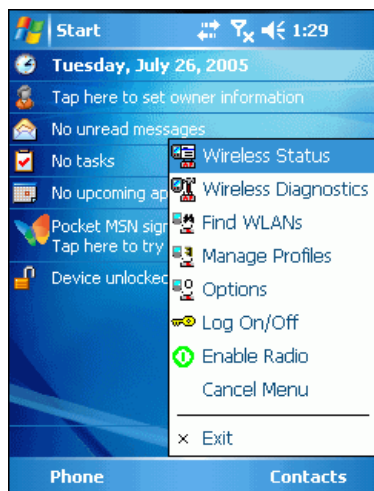 Start 1:29
Tuesday, July 26, 2005
Tap here to set owner information
No unread messages
No tasks
No upcoming ap
Pocket MSN sign
Tap here to try
Device unlocked
Wireless Status
Wireless Diagnostics
Find WLANs
Manage Profiles
Options
Log On/Off
Enable Radio
Cancel Menu
Exit
Phone Contacts